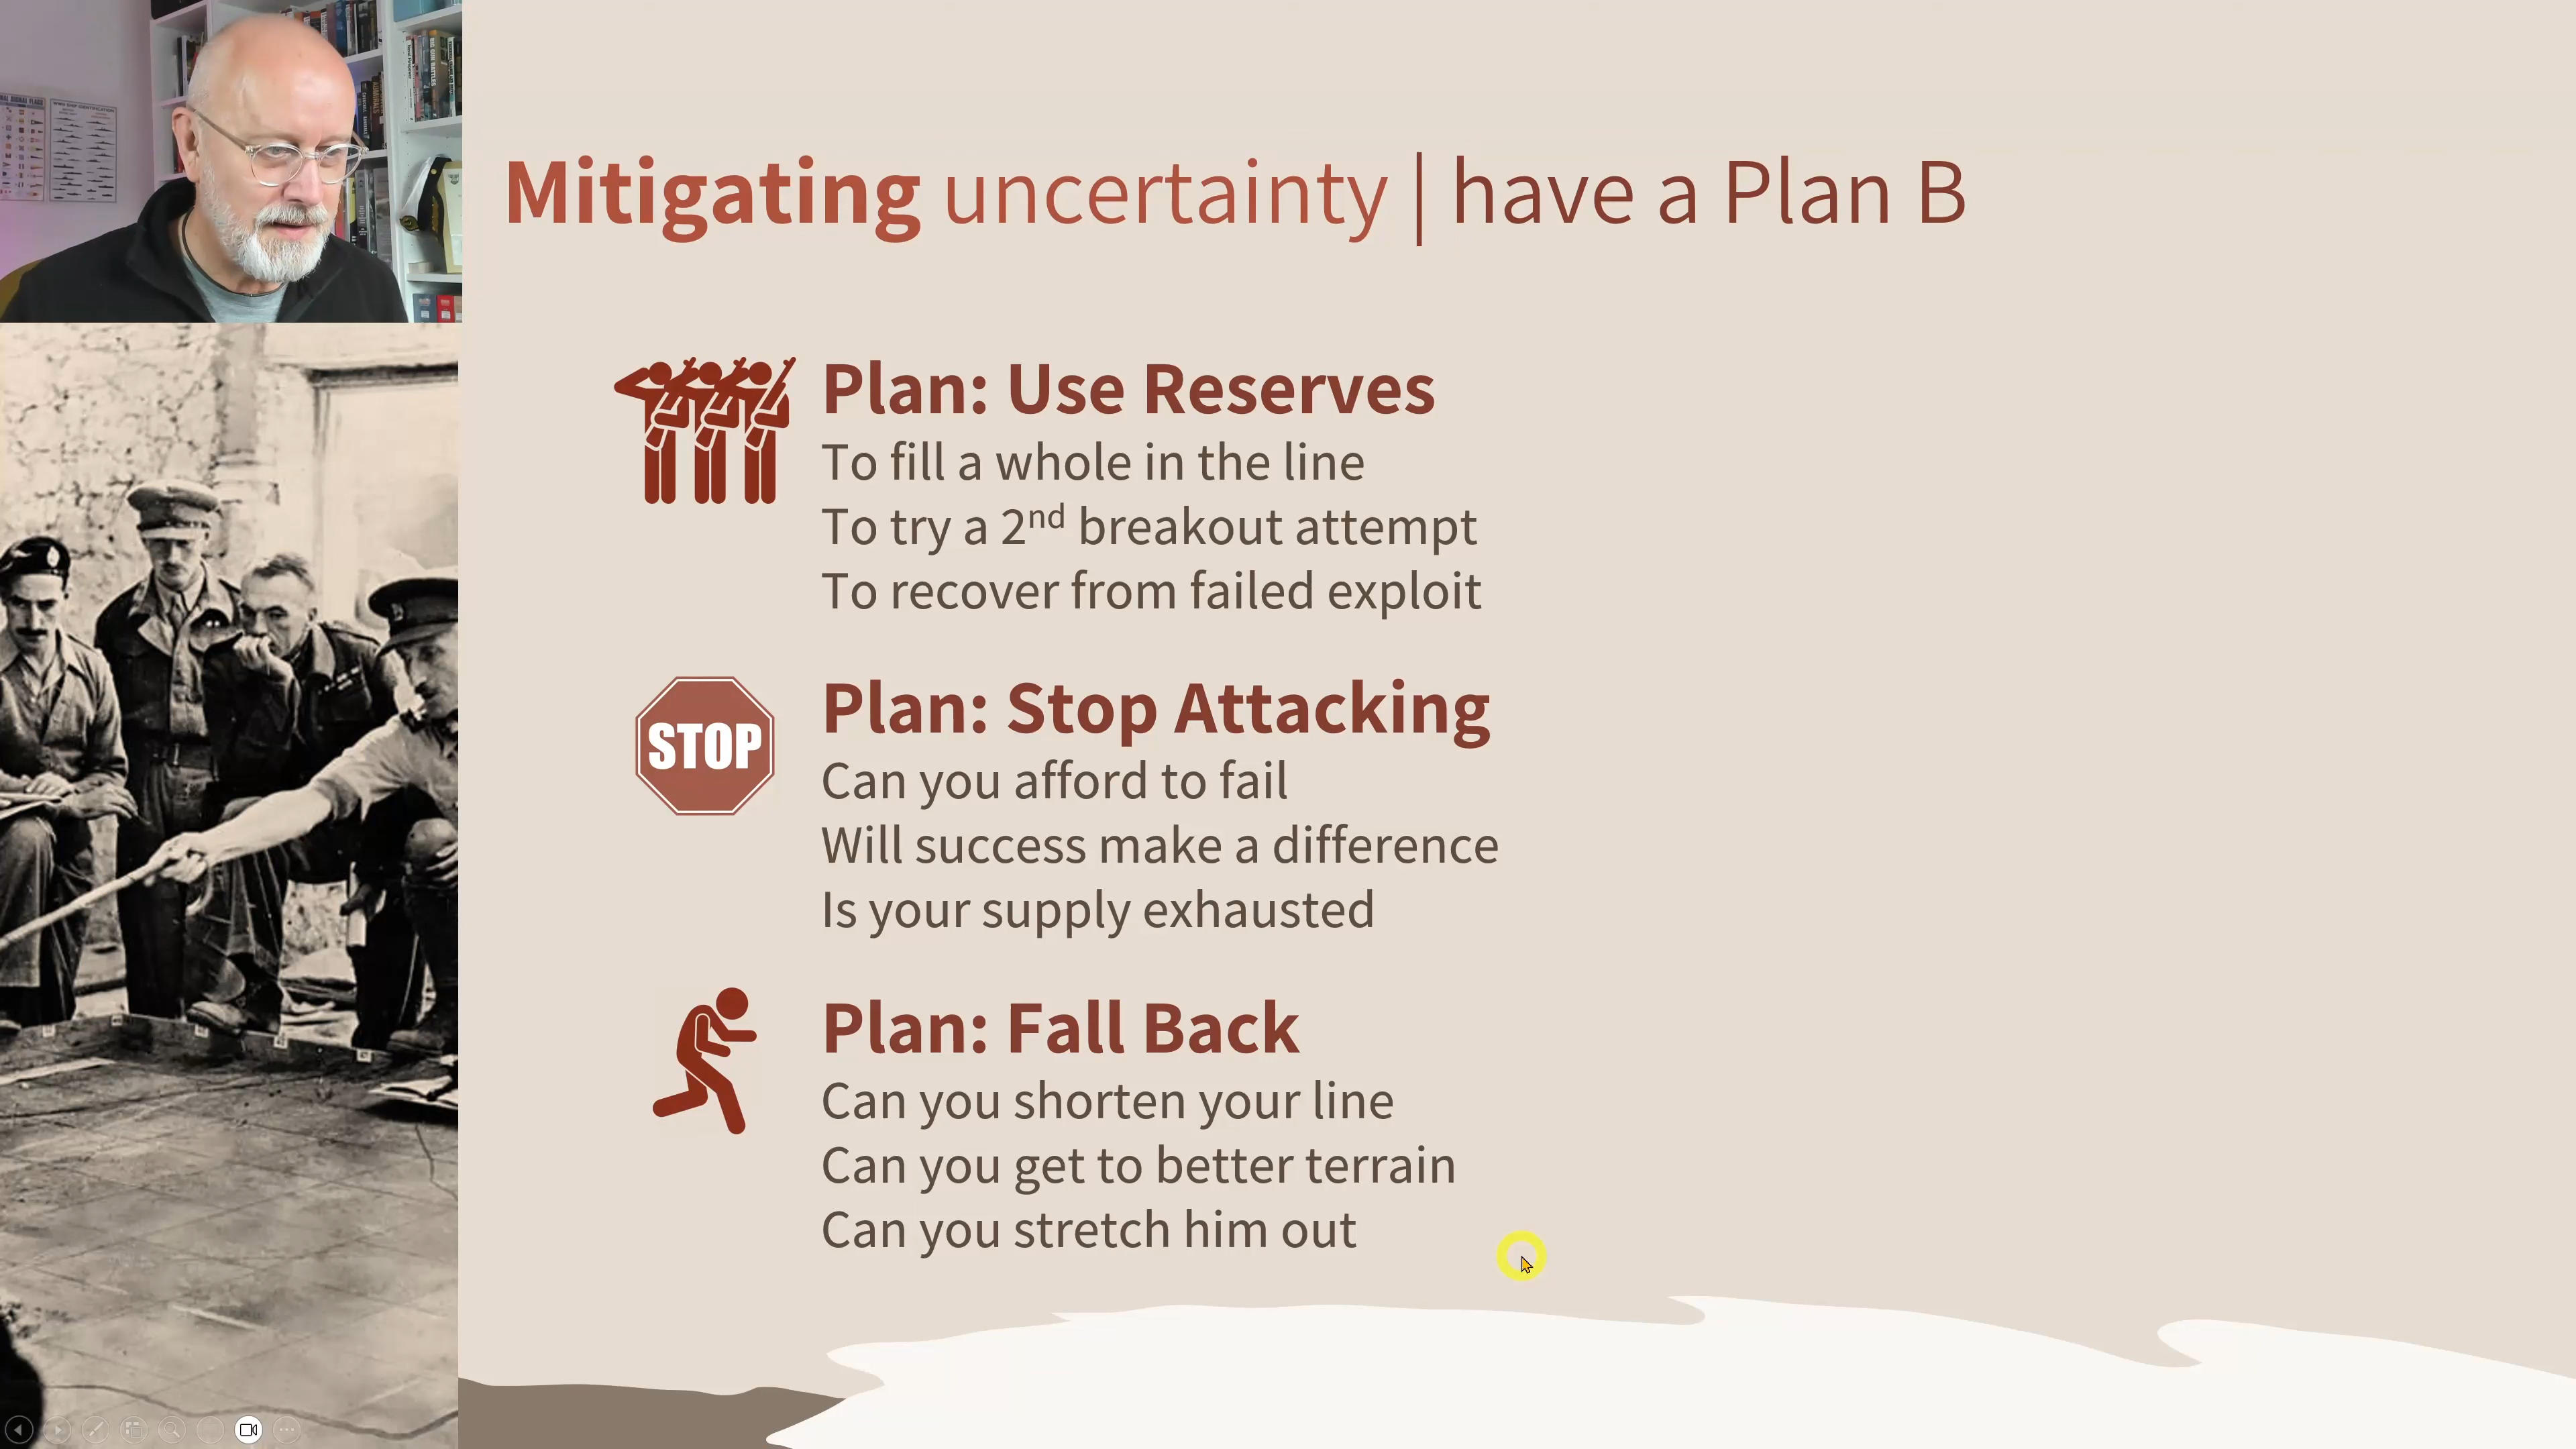 Mitigating uncertainty | have a Plan B
Plan: Use Reserves
To fill a whole in the line
To try a 2nd breakout attempt
To recover from failed exploit
STOP
Plan: Stop Attacking
Can you afford to fail
Will success make a difference
Is your supply exhausted
Plan: Fall Back
Can you shorten your line
Can you get to better terrain
Can you stretch him out